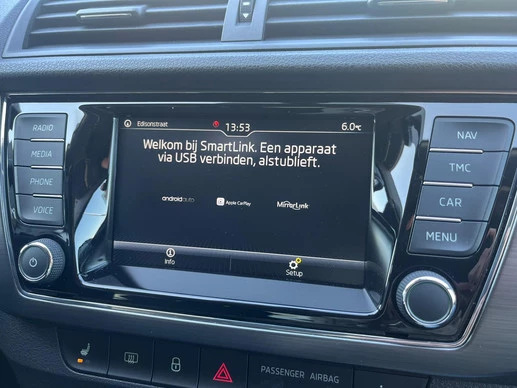 Edisonstraat 13:53 6.0°C
Welkom bij SmartLink. Een apparaat
via USB verbinden, alstublieft.
androidauto Apple CarPlay MirrorLink
Info Setup
RADIO
MEDIA
PHONE
VOICE
NAV
TMC
CAR
MENU
PASSENGER AIRBAG